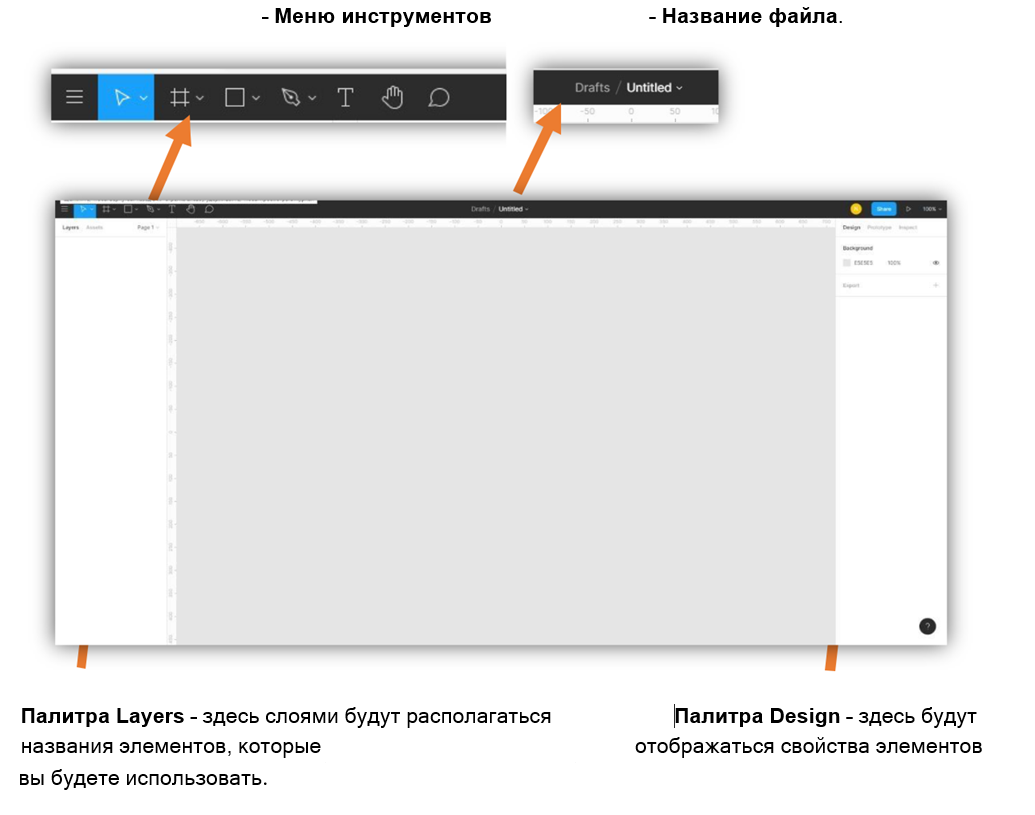 - Меню инструментов
- Название файла.
Drafts / Untitled
-100 -50 0 50 10
Drafts / Untitled
Share
100%
Layers Assets Page 1
Design Prototype Inspect
Background
E5E5E5 100%
Export
?
Палитра Layers - здесь слоями будут располагаться
названия элементов, которые
вы будете использовать.
Палитра Design - здесь будут
отображаться свойства элементов